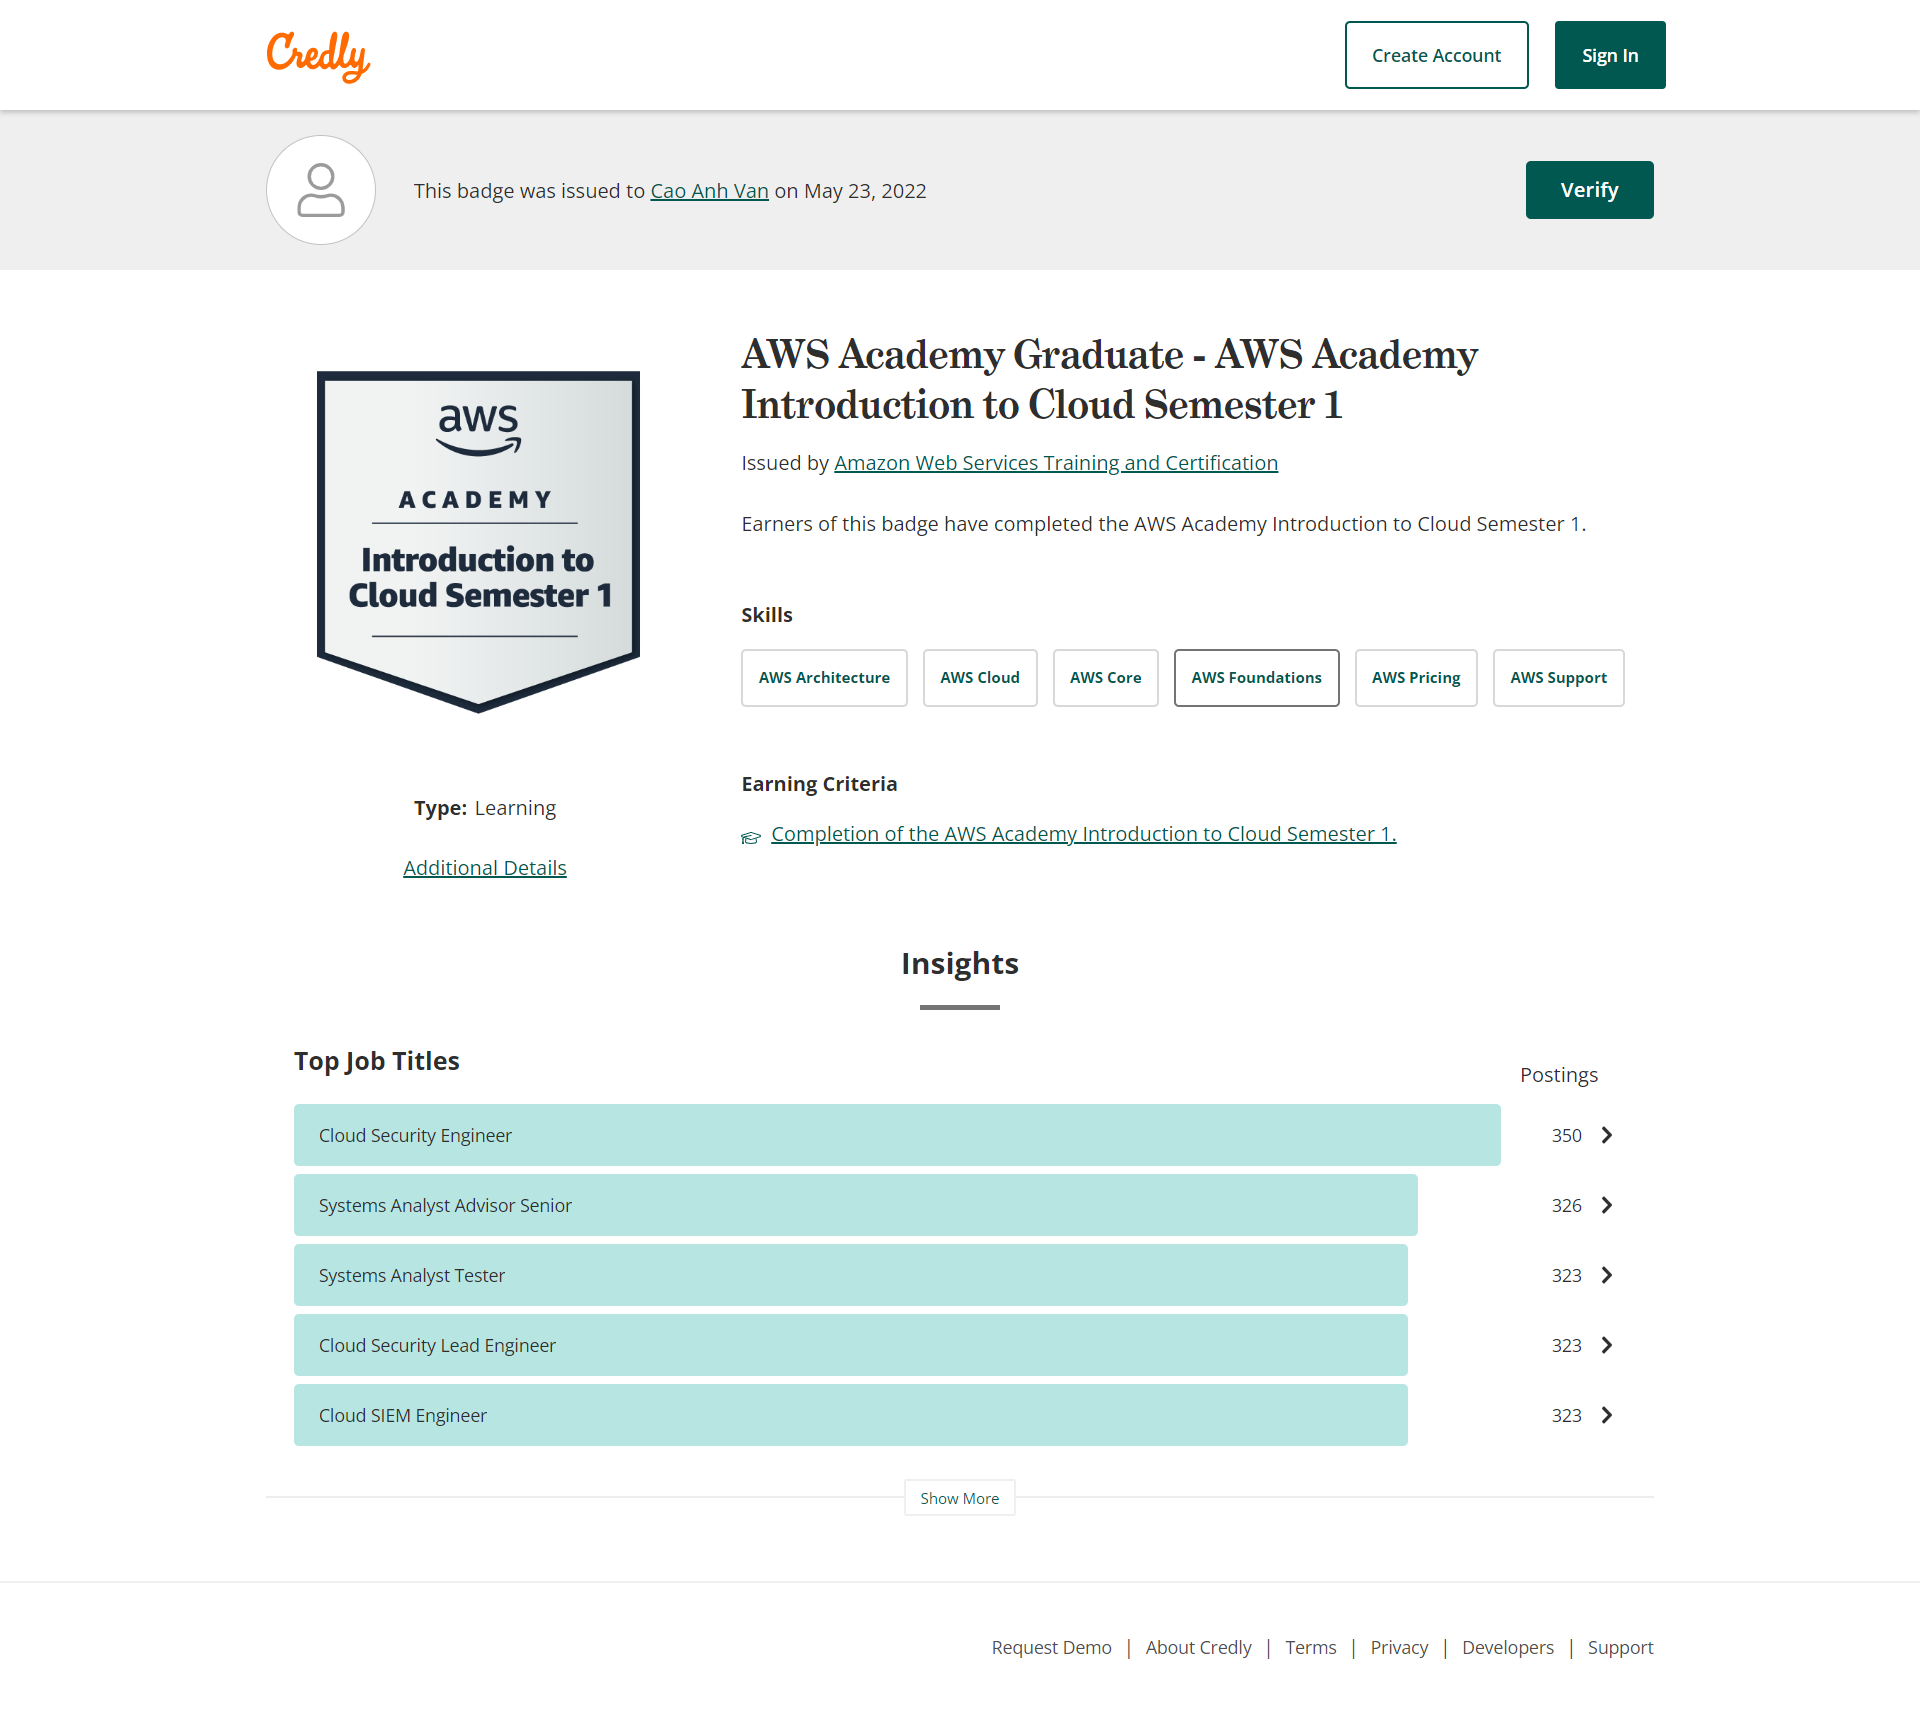 Credly
Create Account
Sign In
This badge was issued to Cao Anh Van on May 23, 2022
Verify
aws
ACADEMY
Introduction to
Cloud Semester 1
Type: Learning
Additional Details
AWS Academy Graduate - AWS Academy
Introduction to Cloud Semester 1
Issued by Amazon Web Services Training and Certification
Earners of this badge have completed the AWS Academy Introduction to Cloud Semester 1.
Skills
AWS Architecture
AWS Cloud
AWS Core
AWS Foundations
AWS Pricing
AWS Support
Earning Criteria
Completion of the AWS Academy Introduction to Cloud Semester 1.
Insights
Top Job Titles
Postings
Cloud Security Engineer 350
Systems Analyst Advisor Senior 326
Systems Analyst Tester 323
Cloud Security Lead Engineer 323
Cloud SIEM Engineer 323
Show More
Request Demo | About Credly | Terms | Privacy | Developers | Support